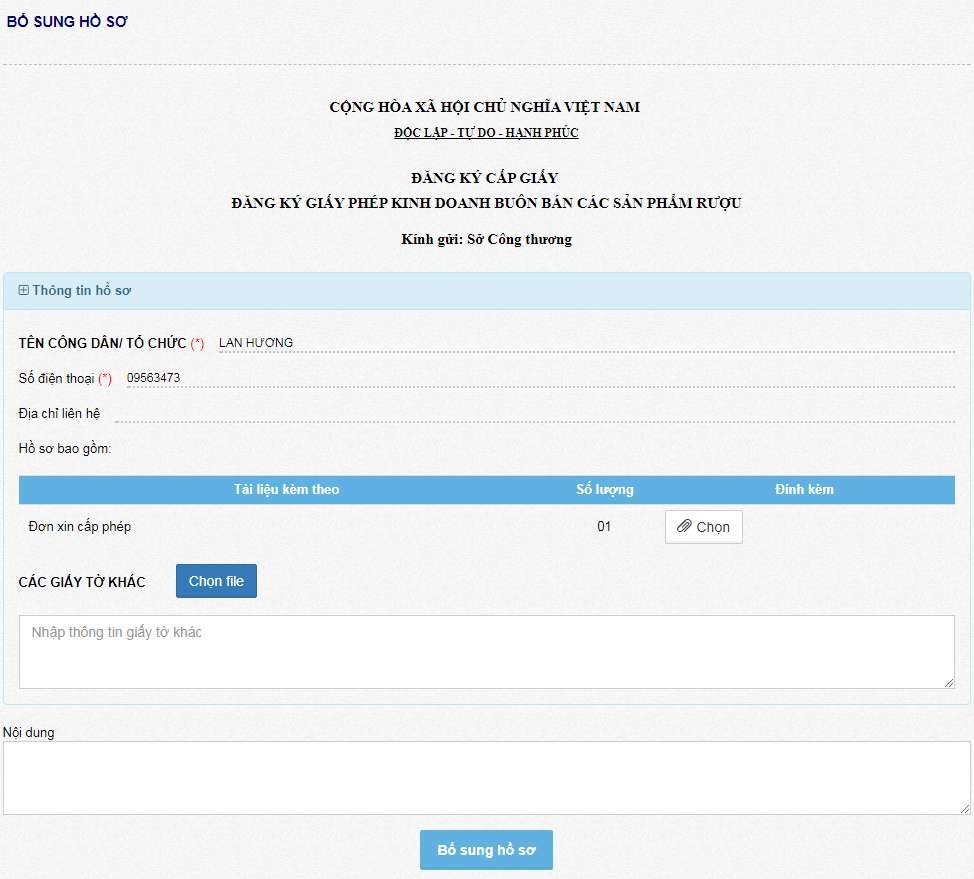 BỔ SUNG HỒ SƠ
CỘNG HÒA XÃ HỘI CHỦ NGHĨA VIỆT NAM
ĐỘC LẬP - TỰ DO - HẠNH PHÚC
ĐĂNG KÝ CẤP GIẤY
ĐĂNG KÝ GIẤY PHÉP KINH DOANH BUÔN BÁN CÁC SẢN PHẨM RƯỢU
Kính gửi: Sở Công thương
Thông tin hồ sơ
TÊN CÔNG DÂN/ TỔ CHỨC (*) LAN HƯƠNG
Số điện thoại (*) 09563473
Địa chỉ liên hệ
Hồ sơ bao gồm:
Tài liệu kèm theo Số lượng Đính kèm
Đơn xin cấp phép 01 Chọn
CÁC GIẤY TỜ KHÁC Chọn file
Nhập thông tin giấy tờ khác
Nội dung
Bổ sung hồ sơ